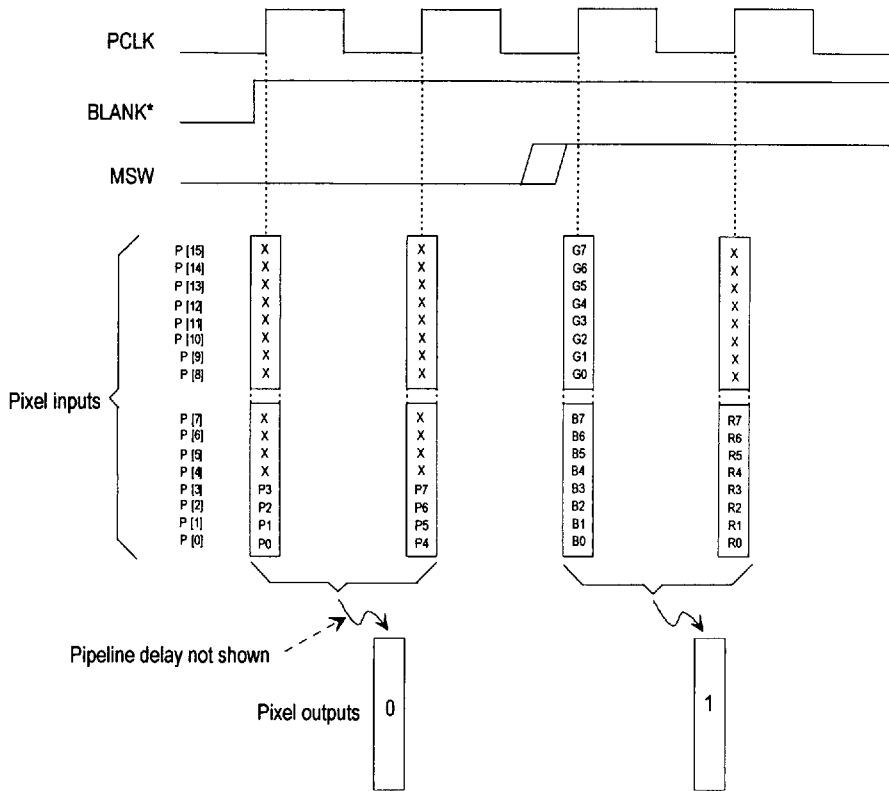 PCLK
BLANK*
MSW
P [15] X X G7 X
P [14] X X G6 X
P [13] X X G5 X
P [12] X X G4 X
P [11] X X G3 X
P [10] X X G2 X
P [9] X X G1 X
P [8] X X G0 X
Pixel inputs
P [7] X X B7 R7
P [6] X X B6 R6
P [5] X X B5 R5
P [4] X X B4 R4
P [3] P3 P7 B3 R3
P [2] P2 P6 B2 R2
P [1] P1 P5 B1 R1
P [0] P0 P4 B0 R0
Pipeline delay not shown
Pixel outputs 0 1